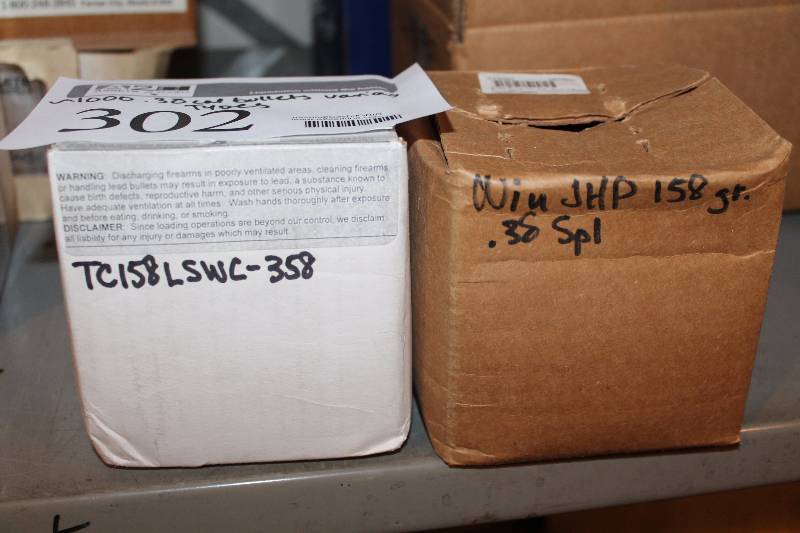 ~1000 .38 cal bullets various
Types
302
WARNING: Discharging firearms in poorly ventilated areas, cleaning firearms
or handling lead bullets may result in exposure to lead, a substance known to
cause birth defects, reproductive harm, and other serious physical injury.
Have adequate ventilation at all times. Wash hands thoroughly after exposure
and before eating, drinking, or smoking.
DISCLAIMER: Since loading operations are beyond our control, we disclaim
all liability for any injury or damages which may result.
TC158LSWC-358
Win JHP 158 gr.
.38 Spl